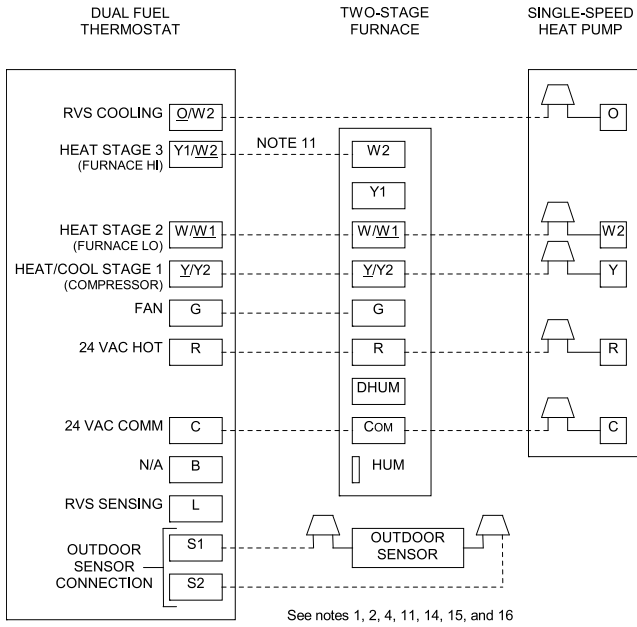 DUAL FUEL
THERMOSTAT
TWO-STAGE
FURNACE
SINGLE-SPEED
HEAT PUMP
RVS COOLING O/W2 O
HEAT STAGE 3 Y1/W2 NOTE 11 W2
(FURNACE HI)
Y1
HEAT STAGE 2 W/W1 W/W1 W2
(FURNACE LO)
HEAT/COOL STAGE 1 Y/Y2 Y/Y2 Y
(COMPRESSOR)
FAN G G
24 VAC HOT R R R
DHUM
24 VAC COMM C COM C
N/A B HUM
RVS SENSING L
OUTDOOR
SENSOR
CONNECTION
S1
S2
OUTDOOR
SENSOR
See notes 1, 2, 4, 11, 14, 15, and 16